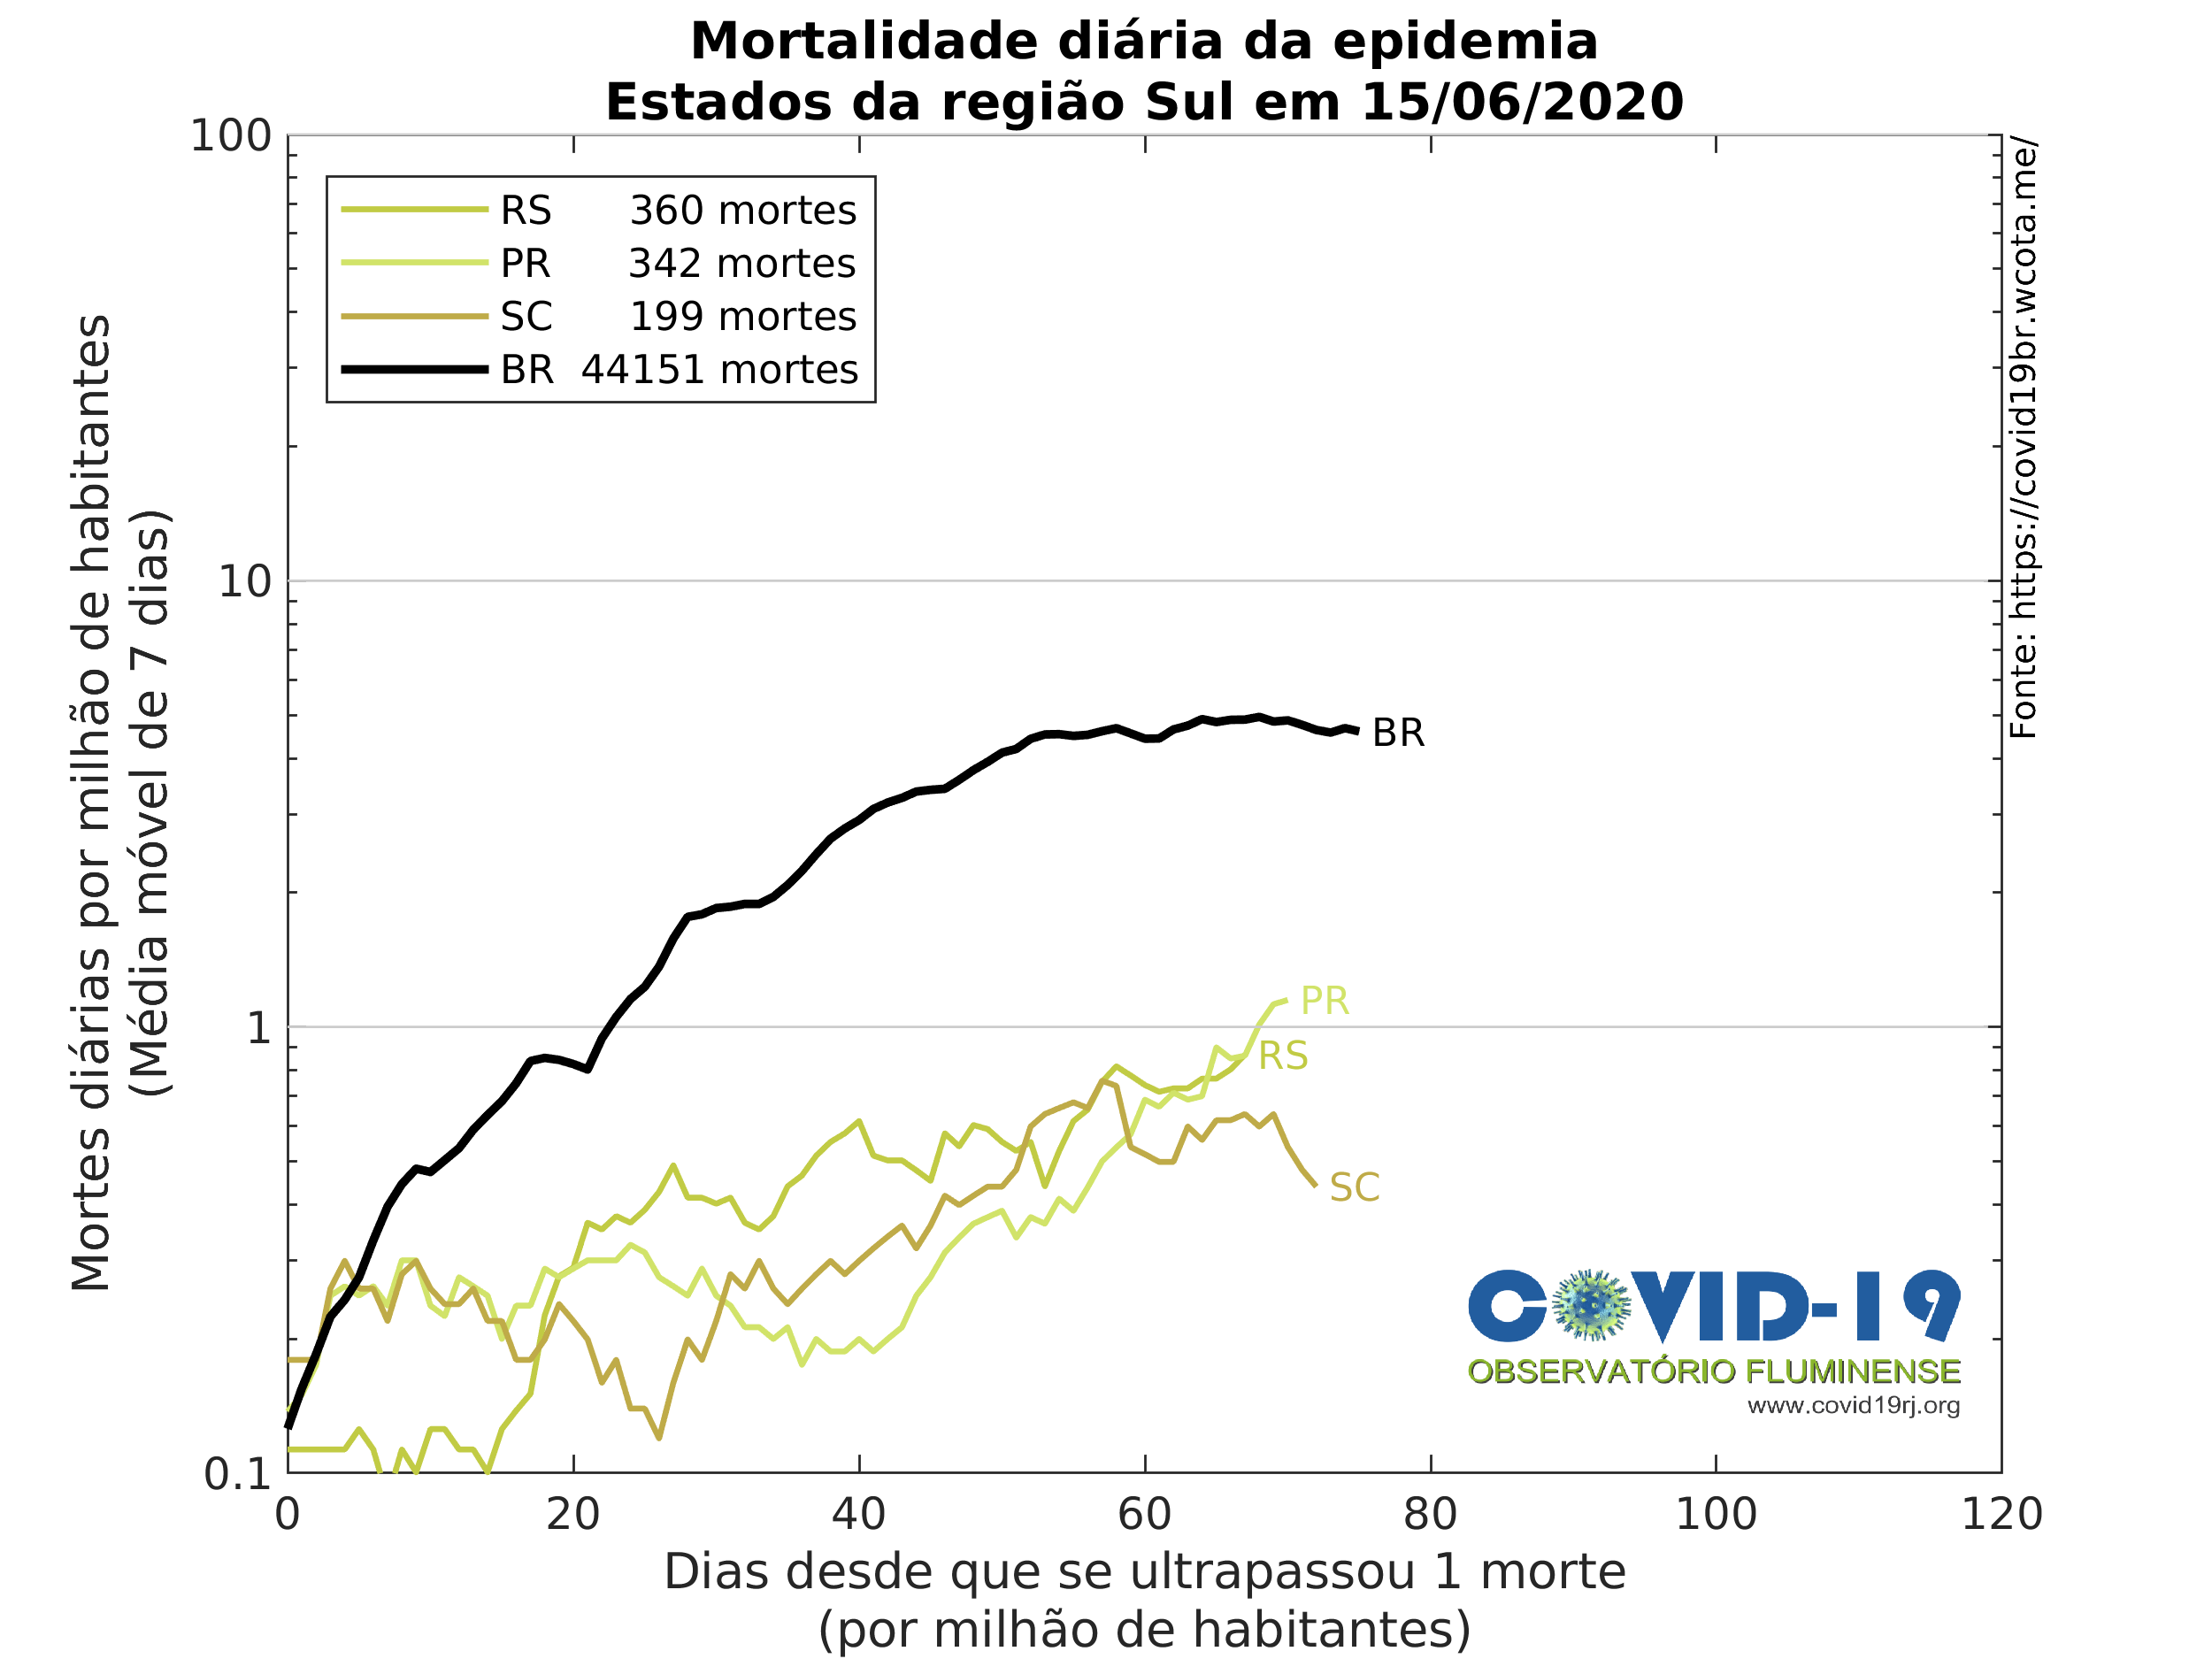 Mortalidade diária da epidemia
Estados da região Sul em 15/06/2020
100
10
1
0.1
Mortes diárias por milhão de habitantes
(Média móvel de 7 dias)
RS 360 mortes
PR 342 mortes
SC 199 mortes
BR 44151 mortes
BR
PR
RS
SC
Fonte: https://covid19br.wcota.me/
COVID-19
OBSERVATÓRIO FLUMINENSE
www.covid19rj.org
0 20 40 60 80 100 120
Dias desde que se ultrapassou 1 morte
(por milhão de habitantes)